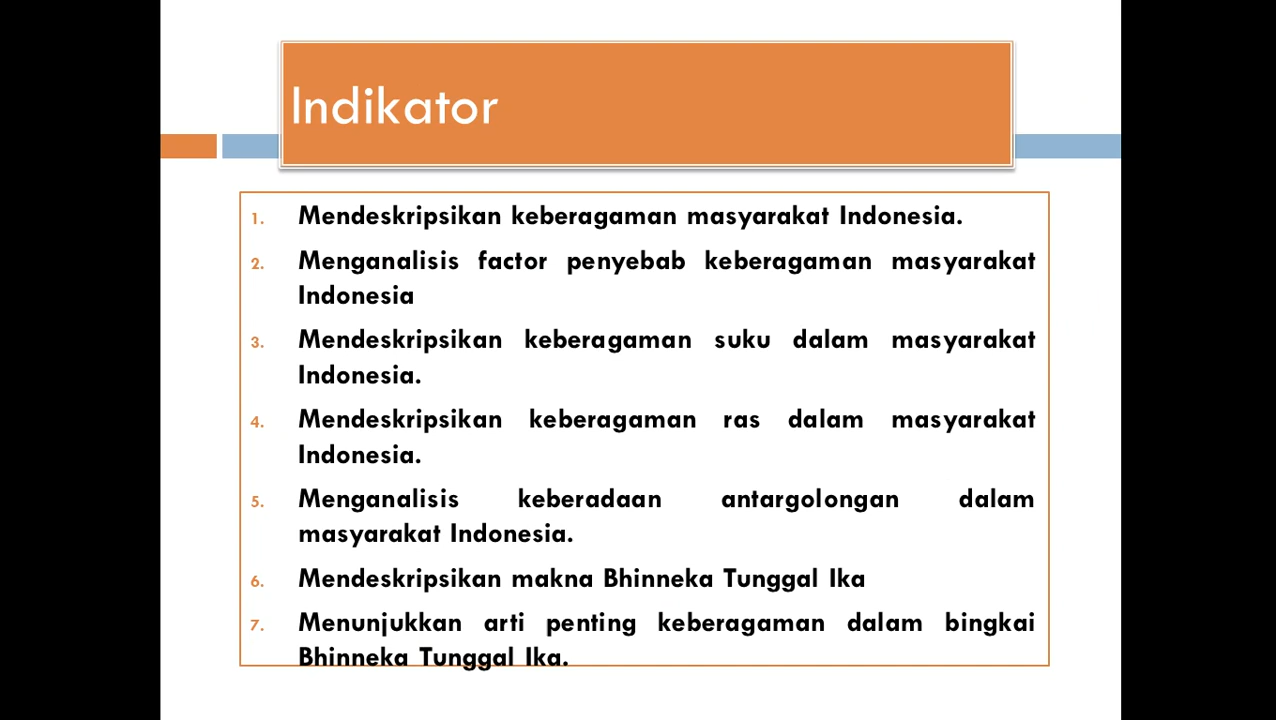 Indikator
1. Mendeskripsikan keberagaman masyarakat Indonesia.
2. Menganalisis factor penyebab keberagaman masyarakat
Indonesia
3. Mendeskripsikan keberagaman suku dalam masyarakat
Indonesia.
4. Mendeskripsikan keberagaman ras dalam masyarakat
Indonesia.
5. Menganalisis keberadaan antargolongan dalam
masyarakat Indonesia.
6. Mendeskripsikan makna Bhinneka Tunggal Ika
7. Menunjukkan arti penting keberagaman dalam bingkai
Bhinneka Tunggal Ika.